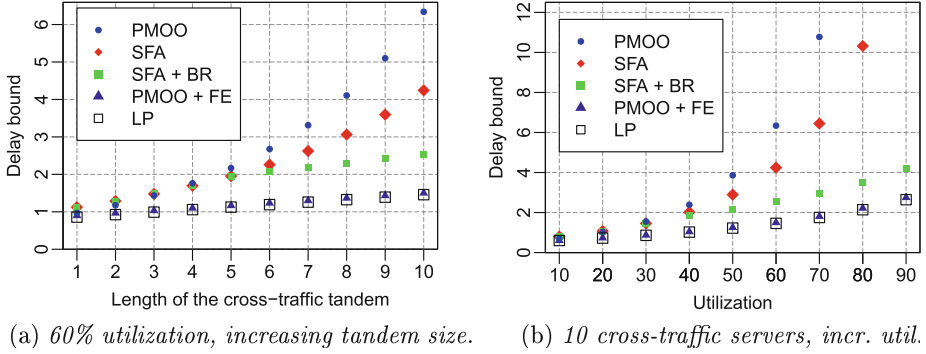 PMOO
SFA
SFA + BR
PMOO + FE
LP
Delay bound
0 1 2 3 4 5 6
1 2 3 4 5 6 7 8 9 10
Length of the cross−traffic tandem
(a) 60% utilization, increasing tandem size.
PMOO
SFA
SFA + BR
PMOO + FE
LP
Delay bound
0 2 4 6 8 10 12
10 20 30 40 50 60 70 80 90
Utilization
(b) 10 cross-traffic servers, incr. util.